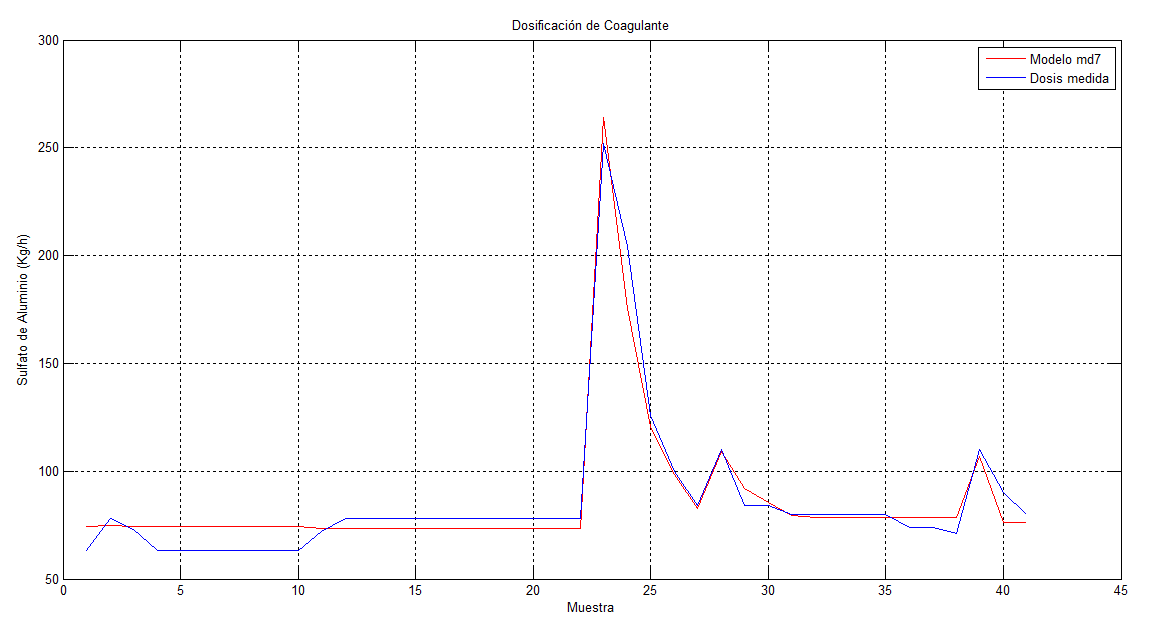 Dosificación de Coagulante
Modelo md7
Dosis medida
Sulfato de Aluminio (Kg/h)
300
250
200
150
100
50
0 5 10 15 20 25 30 35 40 45
Muestra